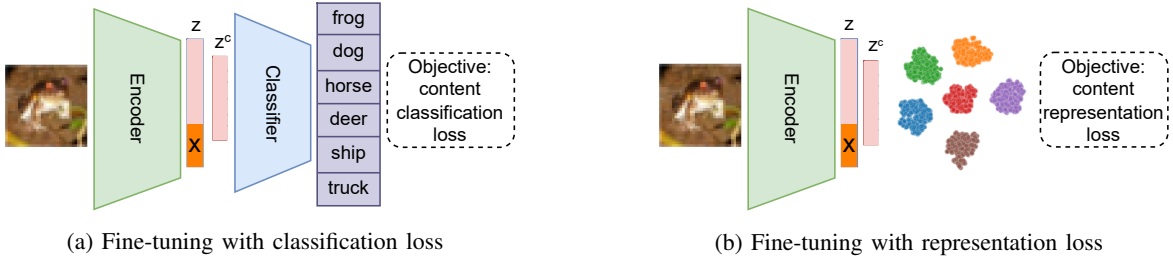 Encoder
z
X
z^c
Classifier
frog
dog
horse
deer
ship
truck
Objective:
content
classification
loss
(a) Fine-tuning with classification loss
Encoder
z
X
z^c
Objective:
content
representation
loss
(b) Fine-tuning with representation loss